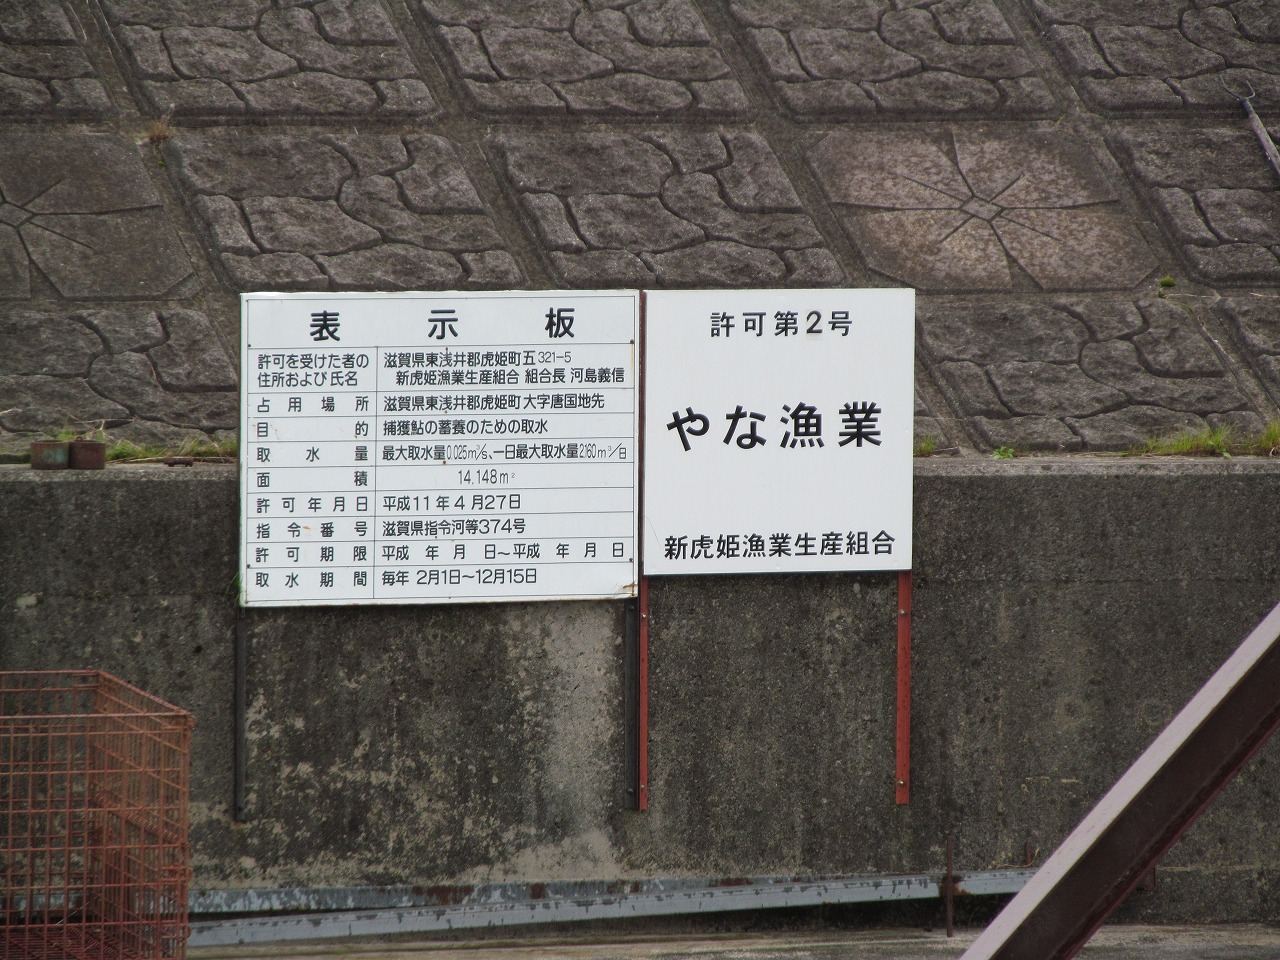 表示板
許可を受けた者の
住所および氏名
滋賀県東浅井郡虎姫町五321-5
新虎姫漁業生産組合 組合長 河島義信
占用場所 滋賀県東浅井郡虎姫町大字唐国地先
目的 捕獲鮎の蓄養のための取水
取水量 最大取水量0.025m³/s、一日最大取水量2160m³/日
面積 14.148m²
許可年月日 平成11年4月27日
指令番号 滋賀県指令河等374号
許可期限 平成 年 月 日～平成 年 月 日
取水期間 毎年 2月1日～12月15日
許可第2号
やな漁業
新虎姫漁業生産組合